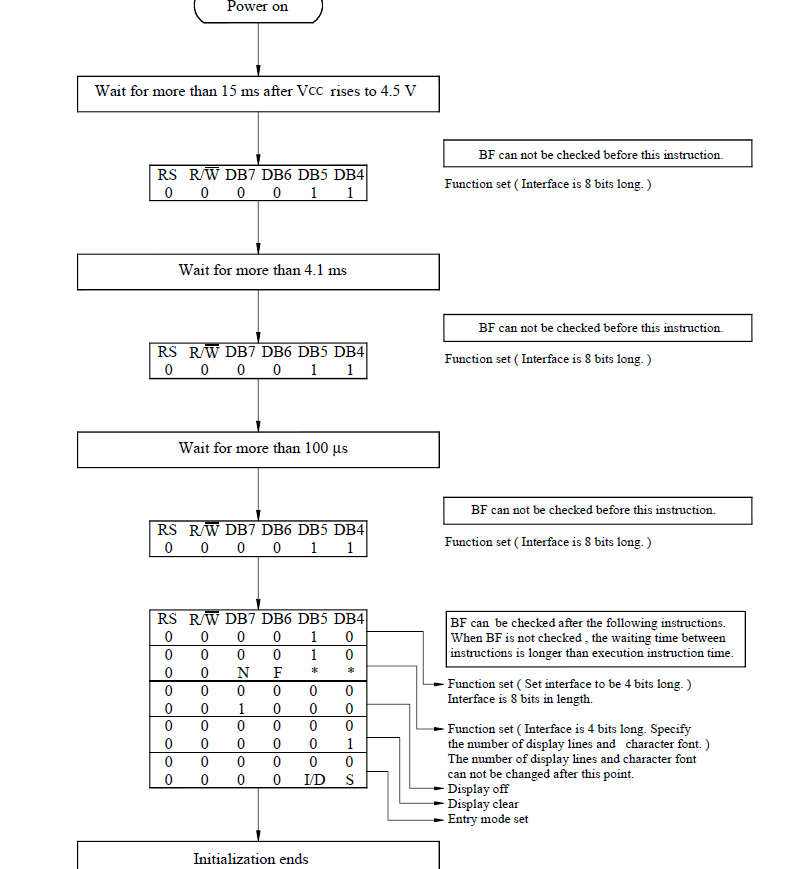 Power on
Wait for more than 15 ms after VCC rises to 4.5 V
BF can not be checked before this instruction.
RS R/W̅ DB7 DB6 DB5 DB4
0 0 0 0 1 1
Function set ( Interface is 8 bits long. )
Wait for more than 4.1 ms
BF can not be checked before this instruction.
RS R/W̅ DB7 DB6 DB5 DB4
0 0 0 0 1 1
Function set ( Interface is 8 bits long. )
Wait for more than 100 µs
BF can not be checked before this instruction.
RS R/W̅ DB7 DB6 DB5 DB4
0 0 0 0 1 1
Function set ( Interface is 8 bits long. )
RS R/W̅ DB7 DB6 DB5 DB4
0 0 0 0 1 0
0 0 0 0 1 0
0 0 N F * *
0 0 0 0 0 0
0 0 1 0 0 0
0 0 0 0 0 0
0 0 0 0 0 1
0 0 0 0 0 0
0 0 0 0 I/D S
BF can be checked after the following instructions.
When BF is not checked , the waiting time between
instructions is longer than execution instruction time.
Function set ( Set interface to be 4 bits long. )
Interface is 8 bits in length.
Function set ( Interface is 4 bits long. Specify
the number of display lines and character font. )
The number of display lines and character font
can not be changed after this point.
Display off
Display clear
Entry mode set
Initialization ends